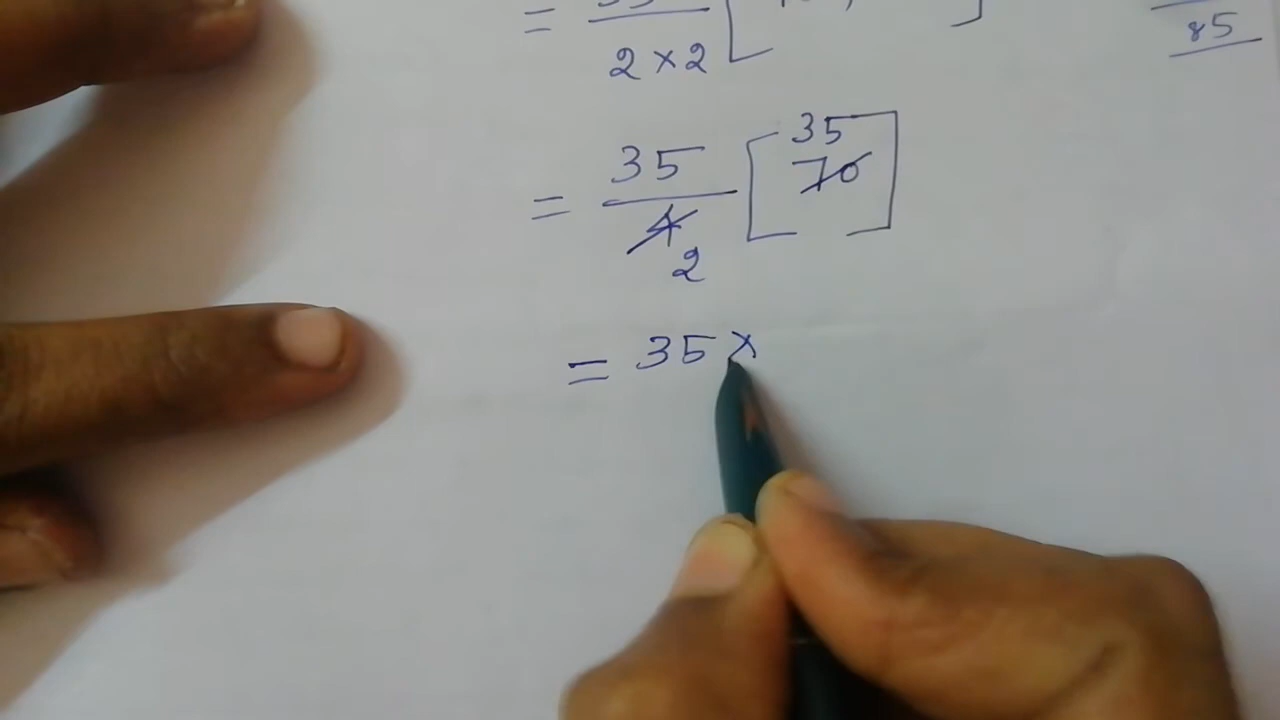 =
2 × 2 [ ]
85
= 35/4 2 [ 35 70 ]
= 35 ×